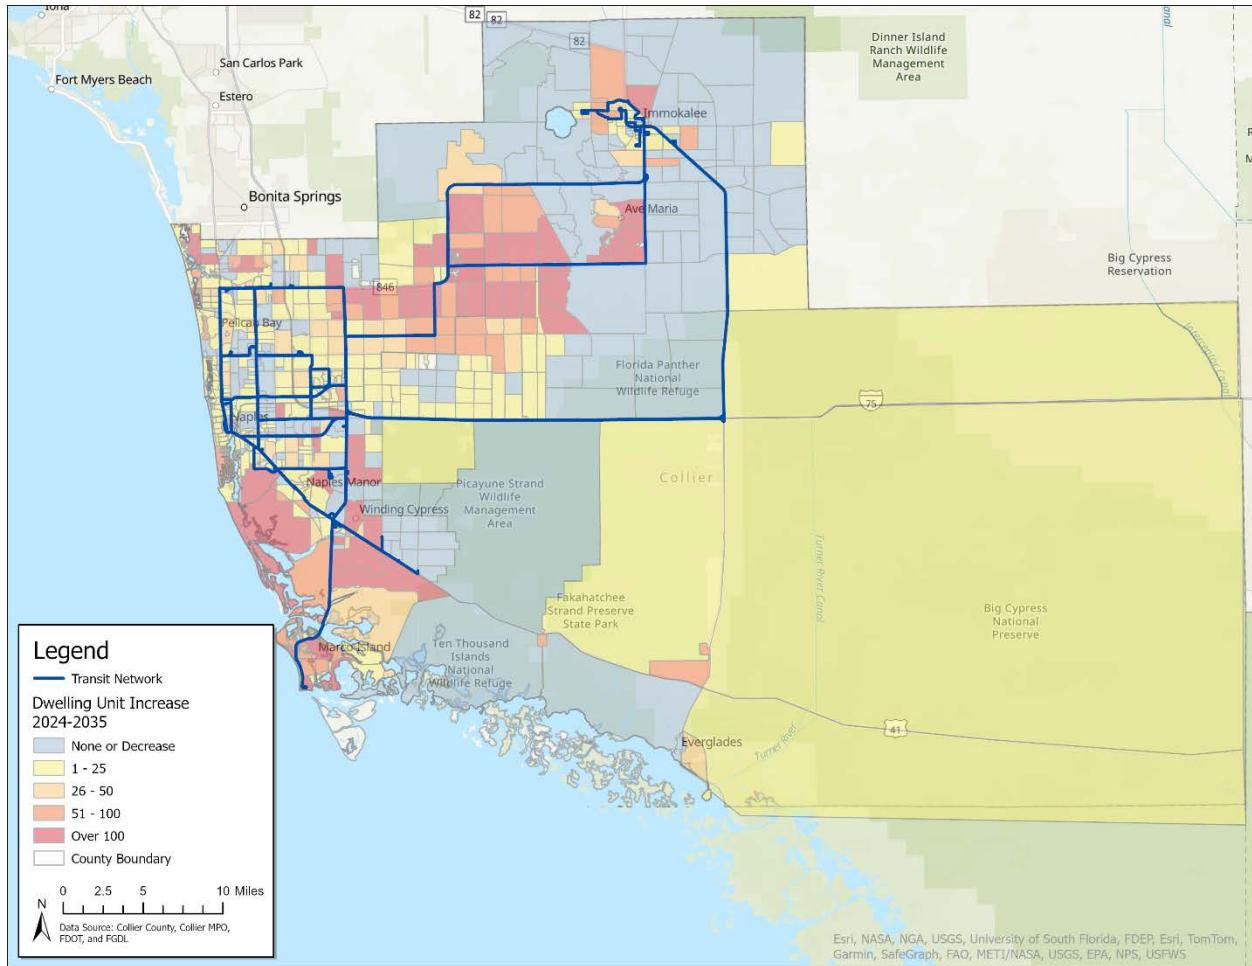 Iona
82
82
82
Dinner Island
Ranch Wildlife
Management
Area
San Carlos Park
Fort Myers Beach
Estero
Immokalee
Bonita Springs
Ave Maria
Big Cypress
Reservation
846
Pelican Bay
Interceptor Canal
Florida Panther
National
Wildlife Refuge
75
Naples
Collier
Naples Manor
Picayune Strand
Wildlife
Management
Area
Winding Cypress
Turner River Canal
Fakahatchee
Strand Preserve
State Park
Big Cypress
National
Preserve
Marco Island
Ten Thousand
Islands
National
Wildlife Refuge
Everglades
Turner River
41
Legend
Transit Network
Dwelling Unit Increase
2024-2035
None or Decrease
1 - 25
26 - 50
51 - 100
Over 100
County Boundary
0 2.5 5 10 Miles
N
Data Source: Collier County, Collier MPO,
FDOT, and FGDL
Esri, NASA, NGA, USGS, University of South Florida, FDEP, Esri, TomTom,
Garmin, SafeGraph, FAO, METI/NASA, USGS, EPA, NPS, USFWS